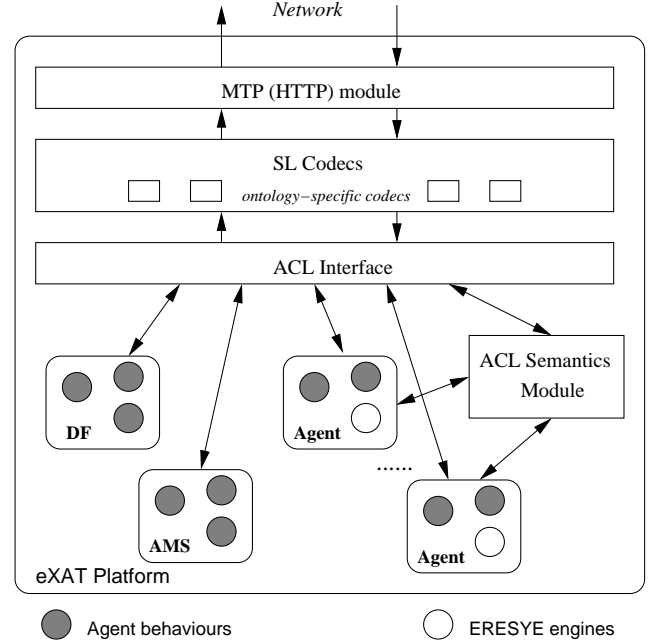 Network
MTP (HTTP) module
SL Codecs
ontology−specific codecs
ACL Interface
ACL Semantics
Module
DF
Agent
......
AMS
Agent
eXAT Platform
Agent behaviours
ERESYE engines